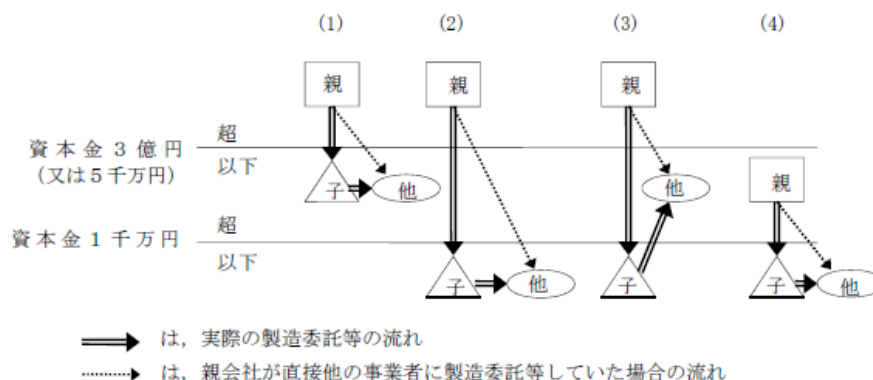 (1) (2) (3) (4)
親 親 親
超
資本金3億円
(又は5千万円)
以下
親
子 他 他
超
資本金1千万円
以下
子 他 子 子 他
は,実際の製造委託等の流れ
は,親会社が直接他の事業者に製造委託等していた場合の流れ